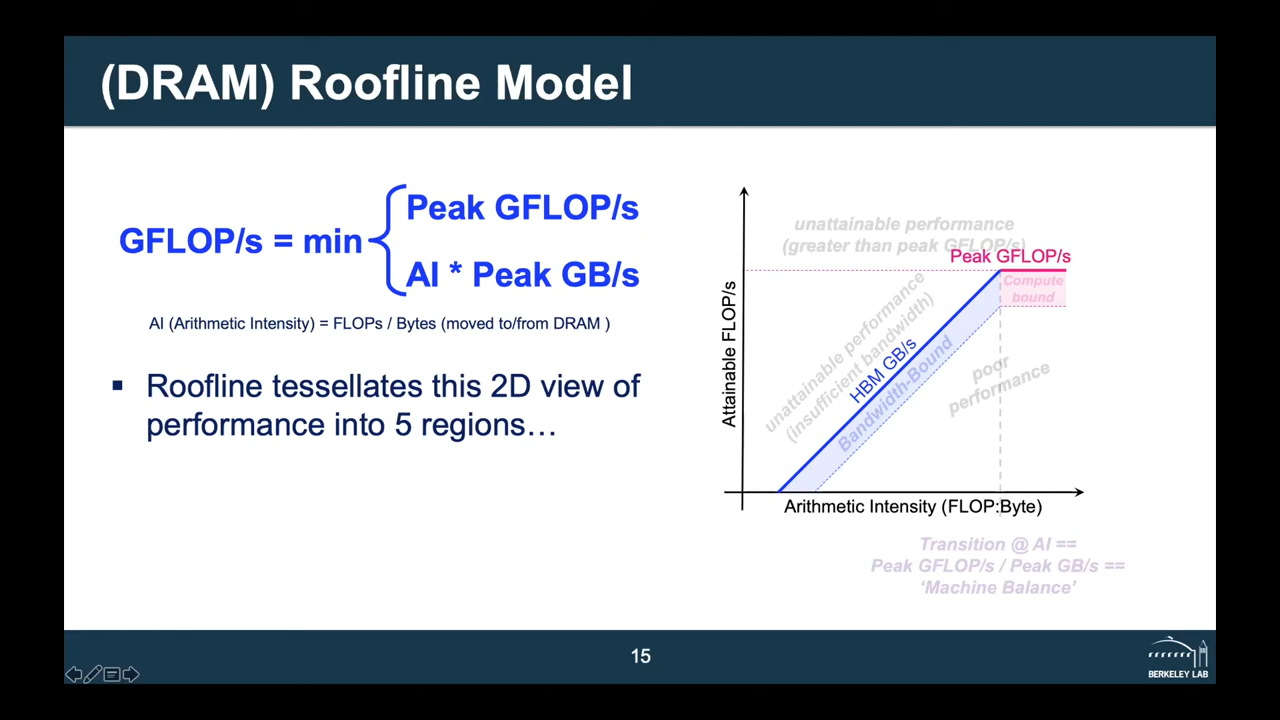 (DRAM) Roofline Model
GFLOP/s = min
Peak GFLOP/s
AI * Peak GB/s
AI (Arithmetic Intensity) = FLOPs / Bytes (moved to/from DRAM )
▪ Roofline tessellates this 2D view of
performance into 5 regions…
unattainable performance
(greater than peak GFLOP/s)
Peak GFLOP/s
Compute
bound
unattainable performance
(insufficient bandwidth)
HBM GB/s
Bandwidth-Bound
poor
performance
Attainable FLOP/s
Arithmetic Intensity (FLOP:Byte)
Transition @ AI ==
Peak GFLOP/s / Peak GB/s ==
‘Machine Balance’
15
BERKELEY LAB